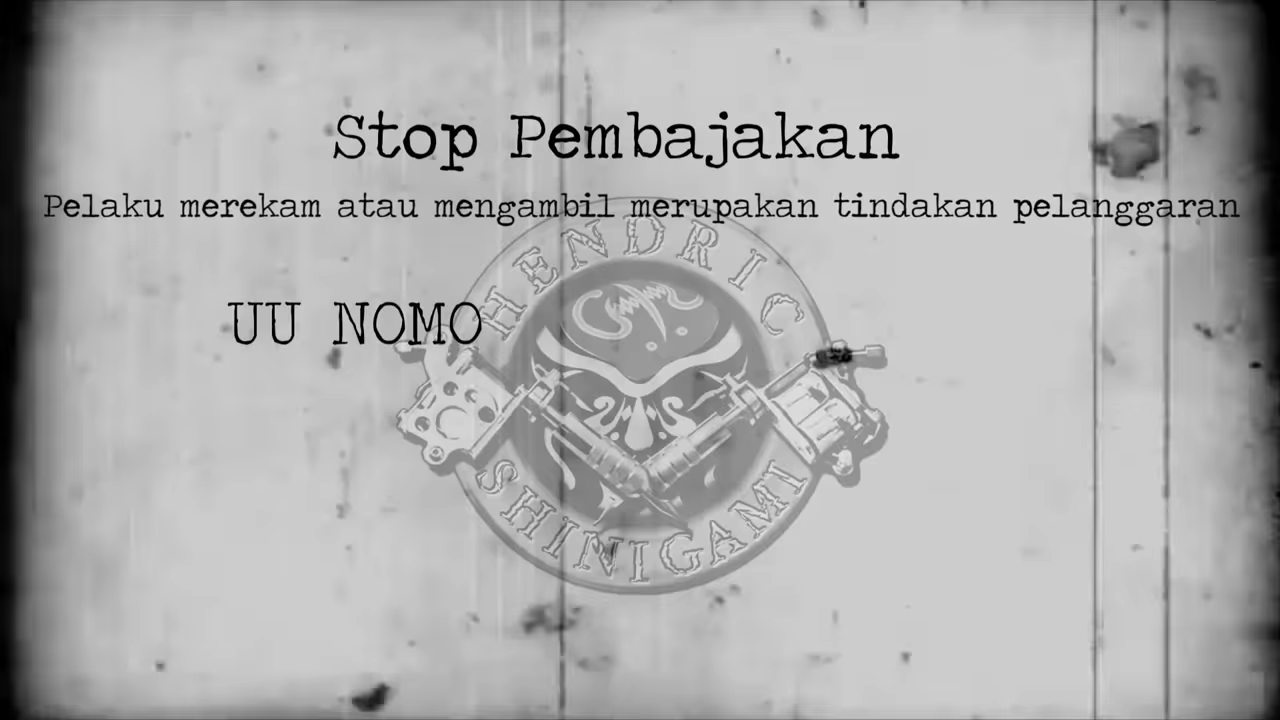 Stop Pembajakan
Pelaku merekam atau mengambil merupakan tindakan pelanggaran
UU NOMO
HENDRIC
SHINIGAMI